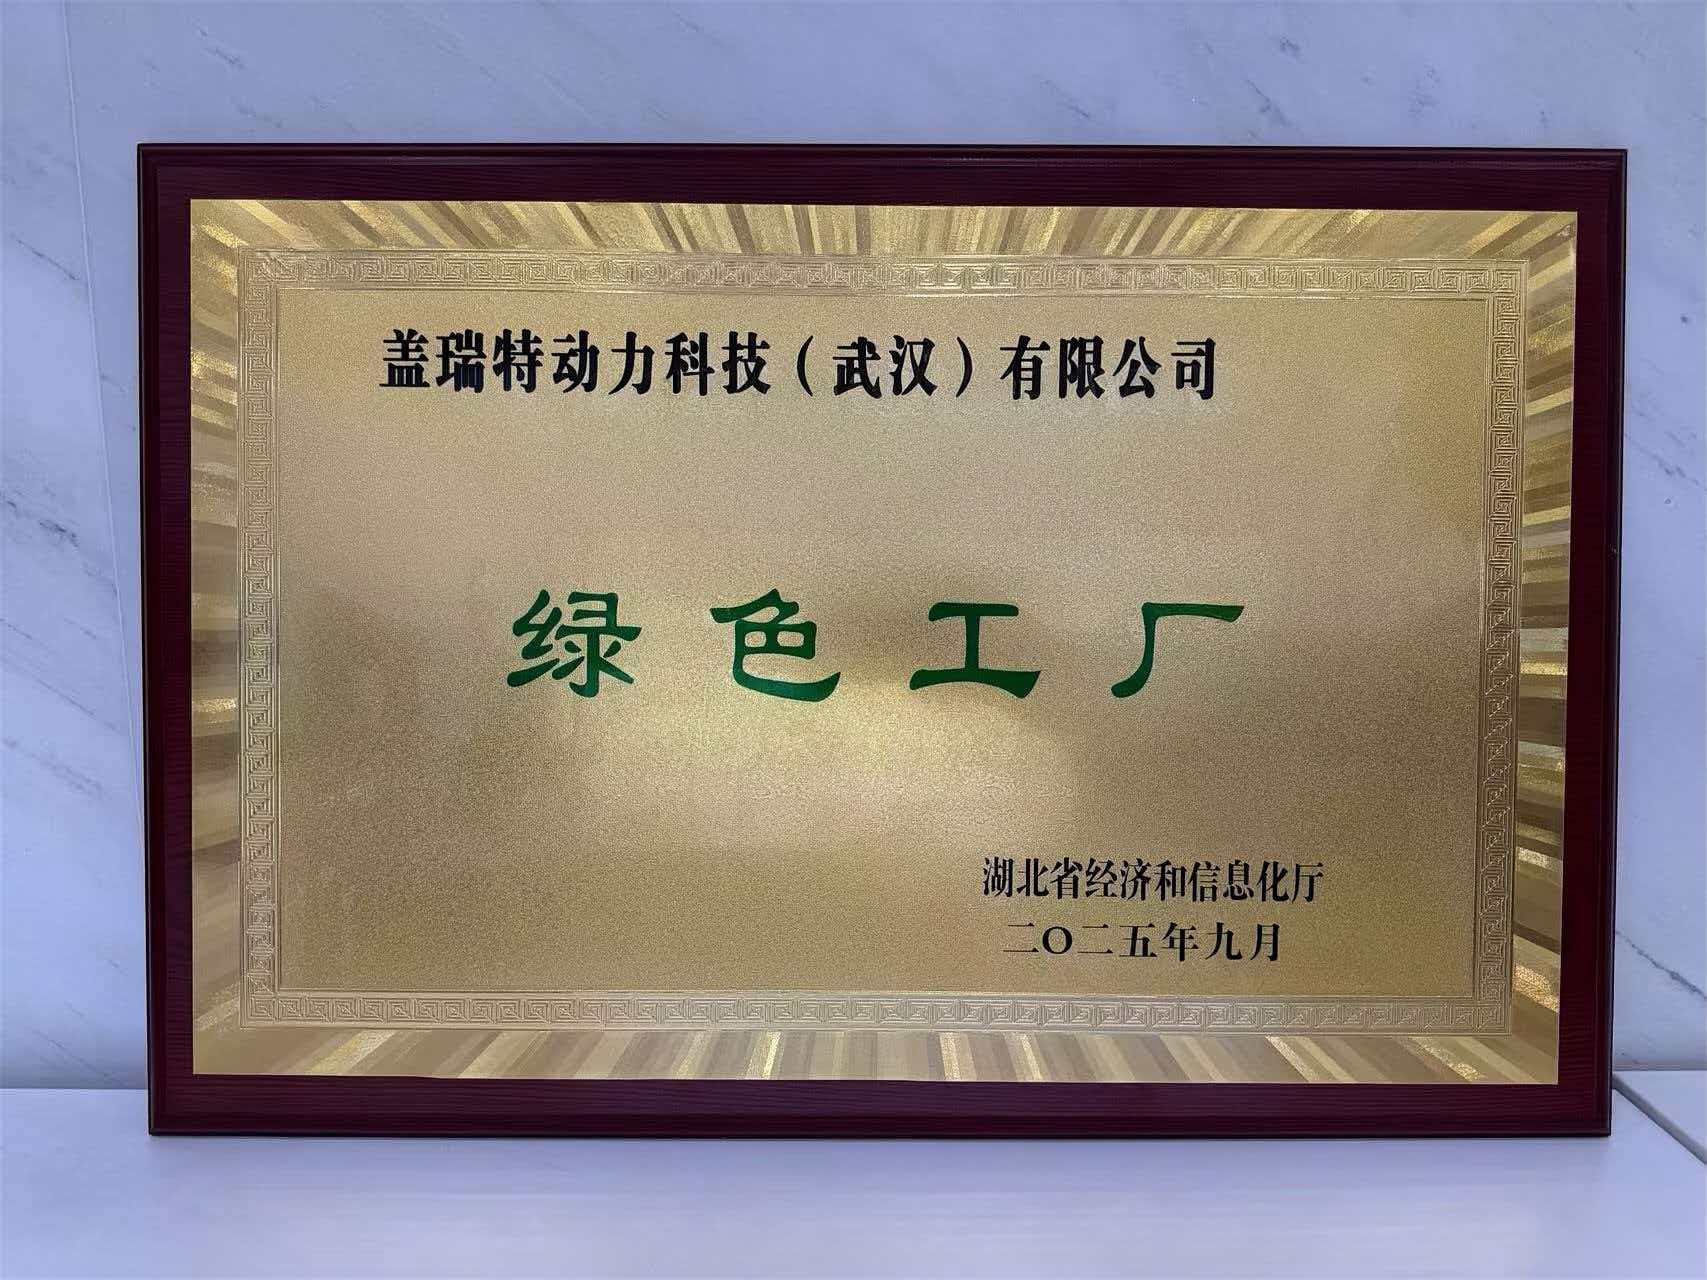 盖瑞特动力科技（武汉）有限公司
绿色工厂
湖北省经济和信息化厅
二〇二五年九月